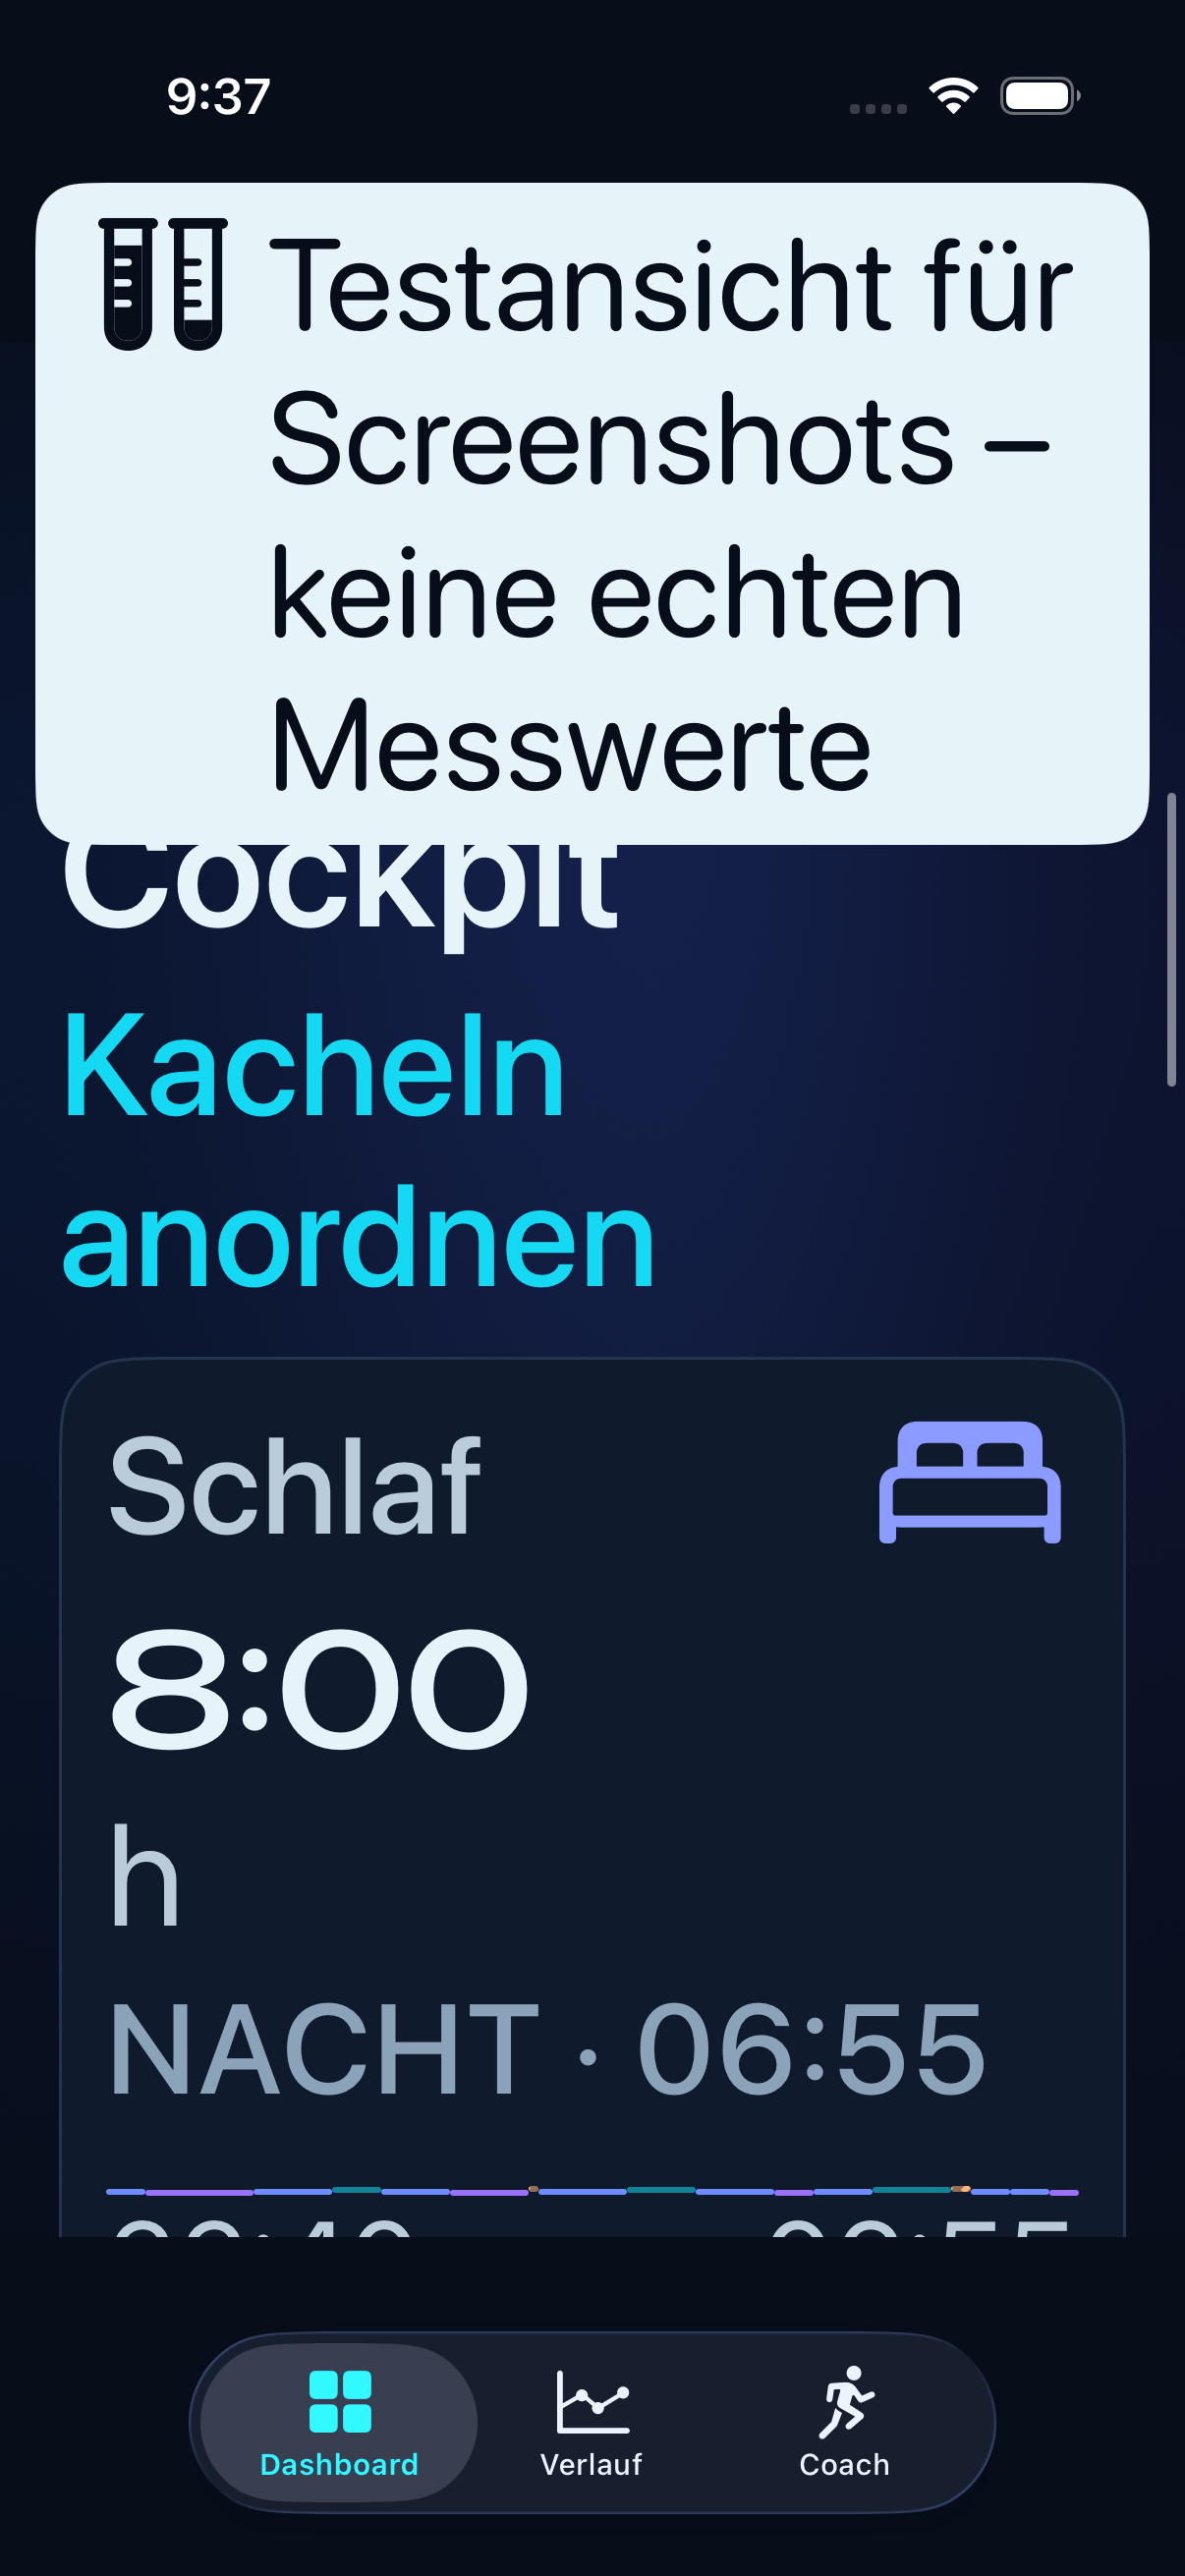 9:37
Testansicht für
Screenshots –
keine echten
Messwerte
Cockpit
Kacheln
anordnen
Schlaf
8:00
h
NACHT · 06:55
Dashboard
Verlauf
Coach